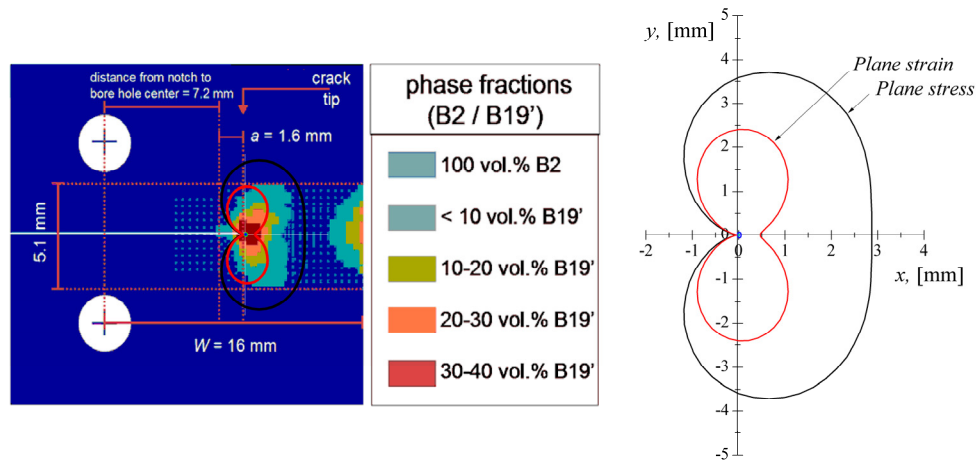 distance from notch to
bore hole center = 7.2 mm
crack
tip
a = 1.6 mm
5.1 mm
W = 16 mm
phase fractions
(B2 / B19')
100 vol.% B2
< 10 vol.% B19'
10-20 vol.% B19'
20-30 vol.% B19'
30-40 vol.% B19'
y, [mm]
5
4
3
2
1
0
-1
-2
-3
-4
-5
Plane strain
Plane stress
-2
-1
0
1
2
3
4
x, [mm]